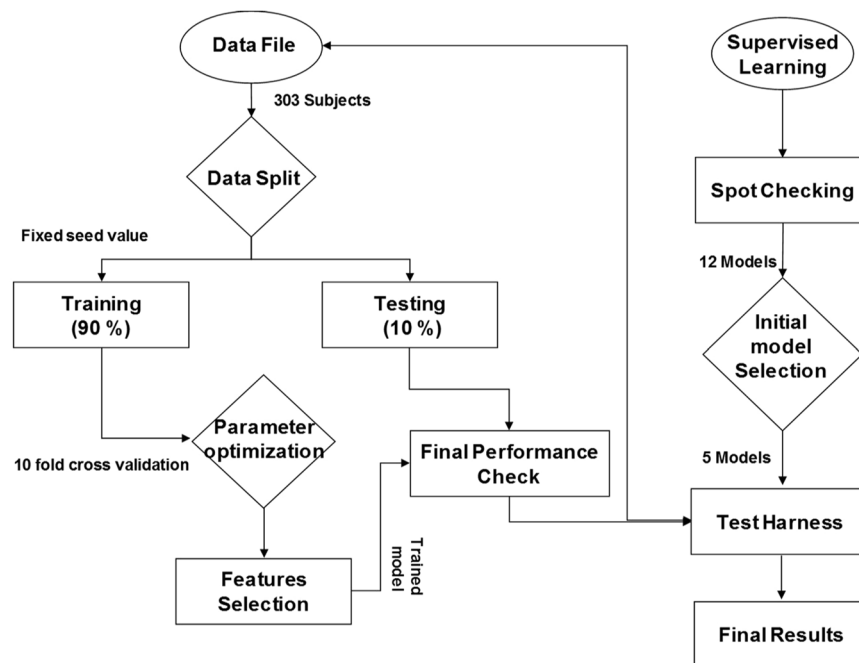 Data File
303 Subjects
Data Split
Fixed seed value
Training
(90 %)
Testing
(10 %)
Parameter
optimization
10 fold cross validation
Features
Selection
Trained
model
Final Performance
Check
Supervised
Learning
Spot Checking
12 Models
Initial
model
Selection
5 Models
Test Harness
Final Results